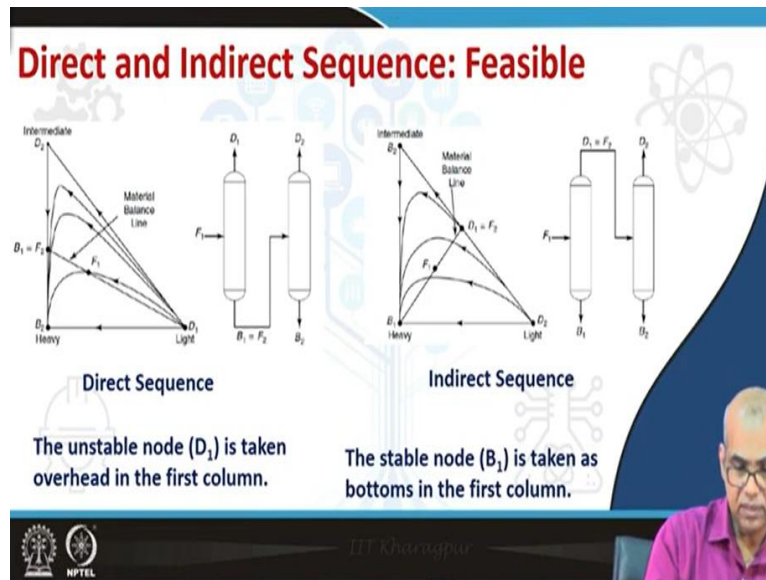 Direct and Indirect Sequence: Feasible
Intermediate
D₂
Material
Balance
Line
B₁ = F₂
F₁
B₂
Heavy
D₁
Light
D₁
D₂
F₁
B₁ = F₂
B₂
Intermediate
B₂
Material
Balance
Line
D₁ = F₂
F₁
B₁
Heavy
D₂
Light
D₁ = F₂
D₂
F₁
B₁
B₂
Direct Sequence
Indirect Sequence
The unstable node (D₁) is taken
overhead in the first column.
The stable node (B₁) is taken as
bottoms in the first column.
IIT Kharagpur
NPTEL